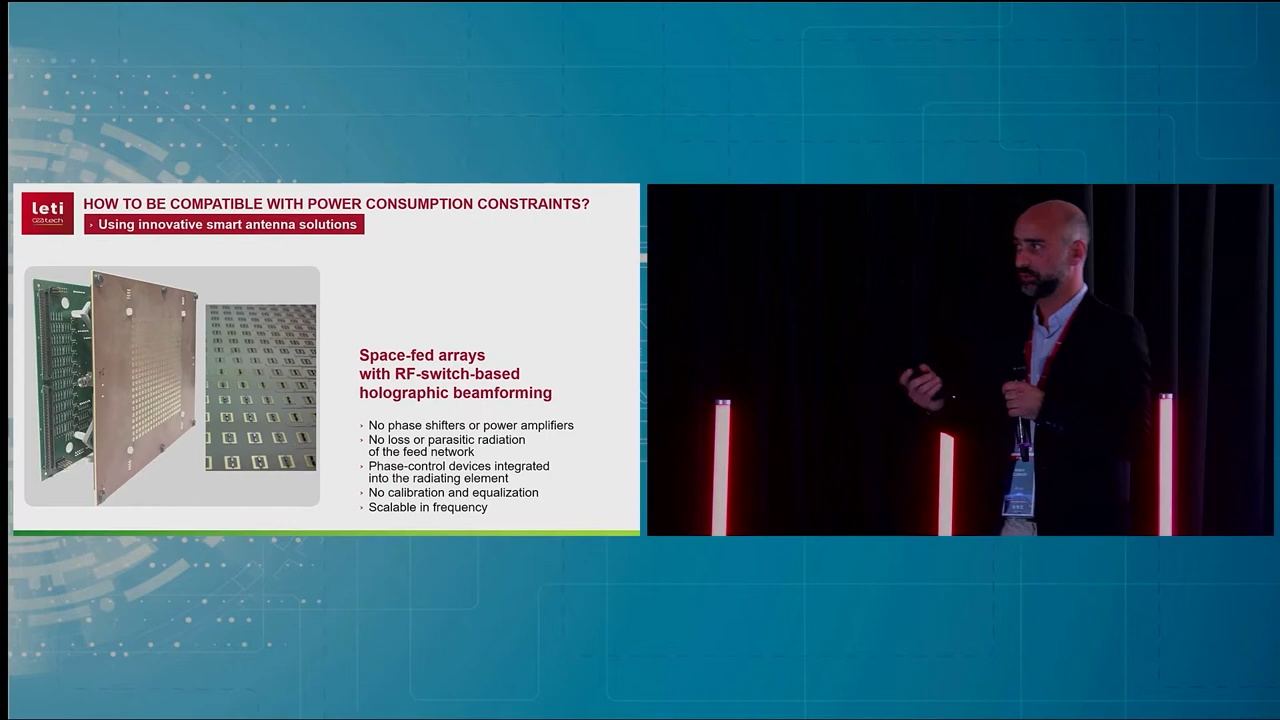 leti
cea tech
HOW TO BE COMPATIBLE WITH POWER CONSUMPTION CONSTRAINTS?
› Using innovative smart antenna solutions
Space-fed arrays
with RF-switch-based
holographic beamforming
› No phase shifters or power amplifiers
› No loss or parasitic radiation
of the feed network
› Phase-control devices integrated
into the radiating element
› No calibration and equalization
› Scalable in frequency